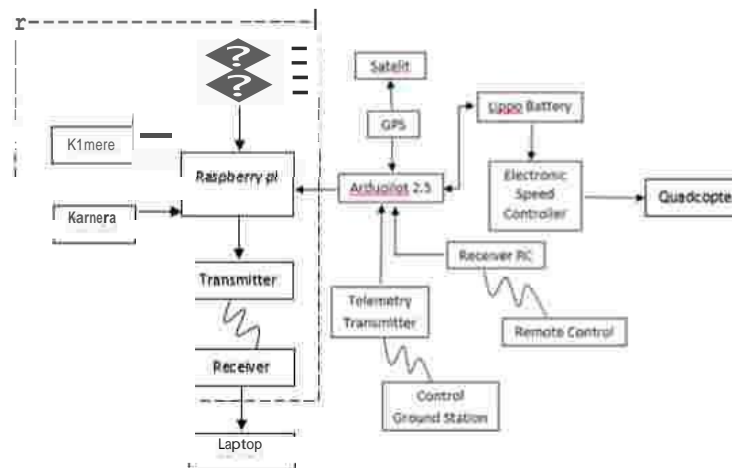 r
?
?
Satelit
Lippo Battery
GPS
K1mere
Raspberry pi
Ardupilot 2.5
Electronic
Speed
Controller
Quadcopte
Karnera
Receiver RC
Transmitter
Telemetry
Transmitter
Remote Control
Receiver
Control
Ground Station
Laptop